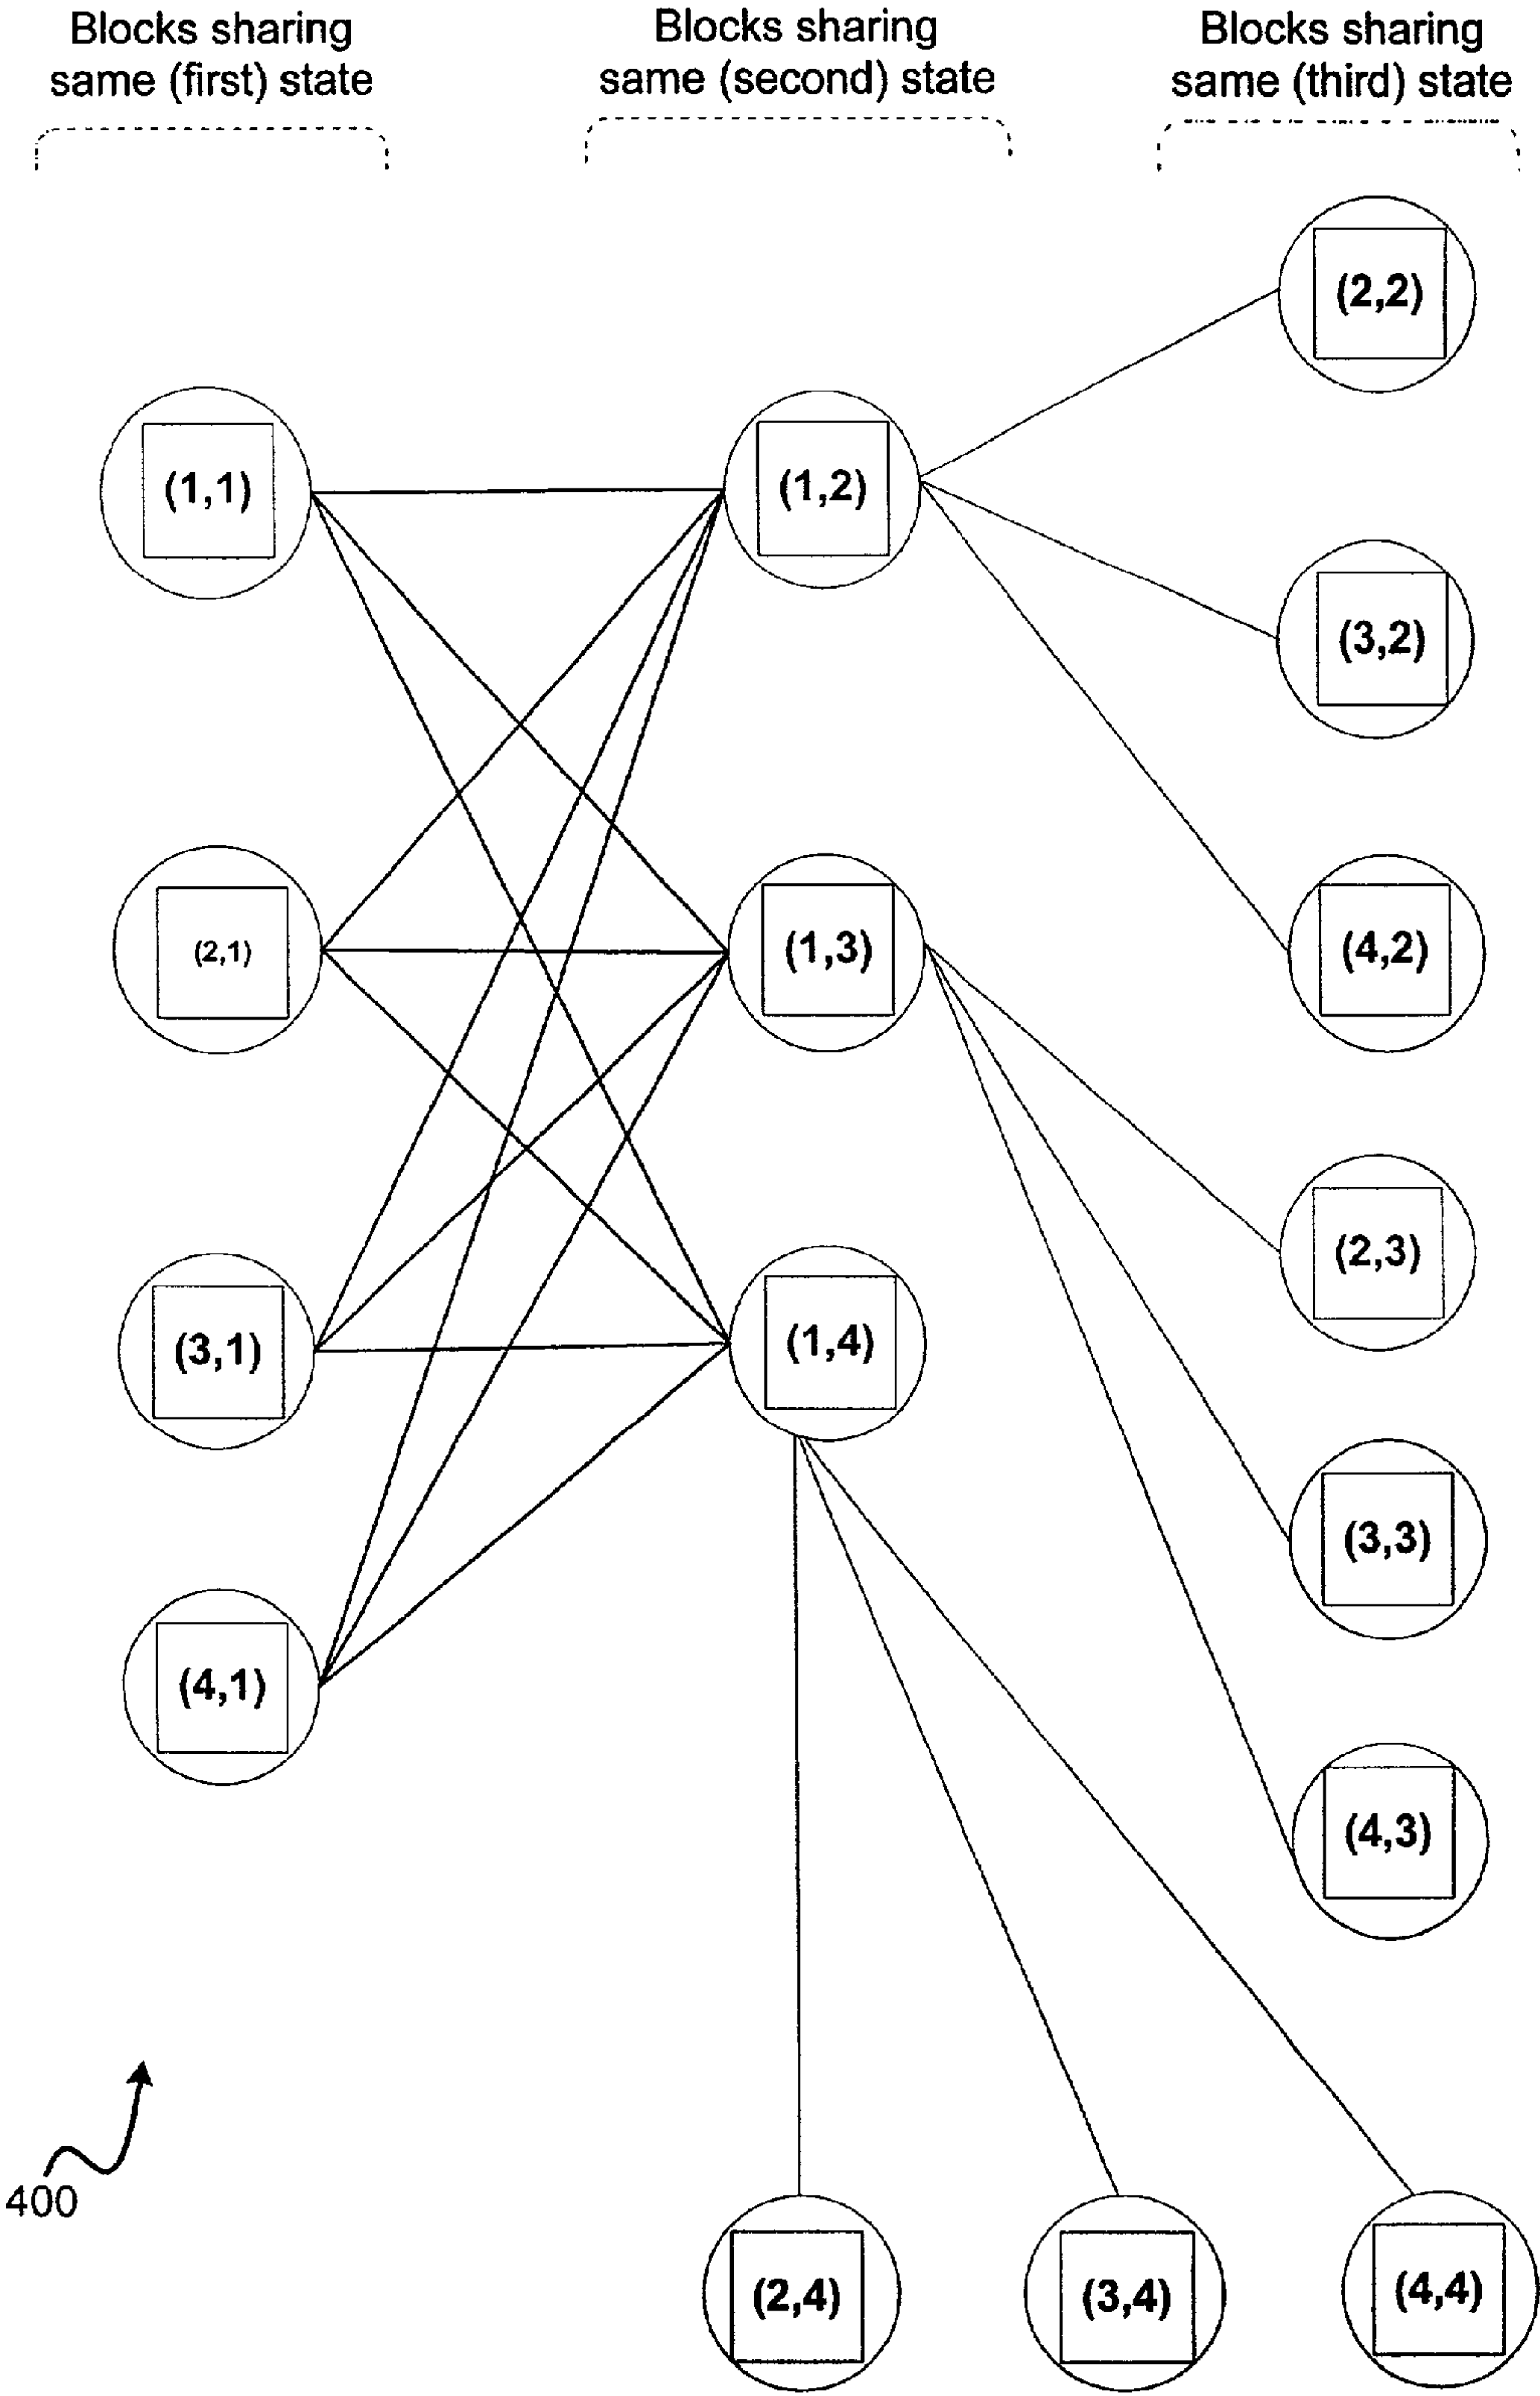 Blocks sharing
same (first) state
Blocks sharing
same (second) state
Blocks sharing
same (third) state
(2,2)
(1,1)
(1,2)
(3,2)
(2,1)
(1,3)
(4,2)
(2,3)
(3,1)
(1,4)
(3,3)
(4,1)
(4,3)
400
(2,4)
(3,4)
(4,4)